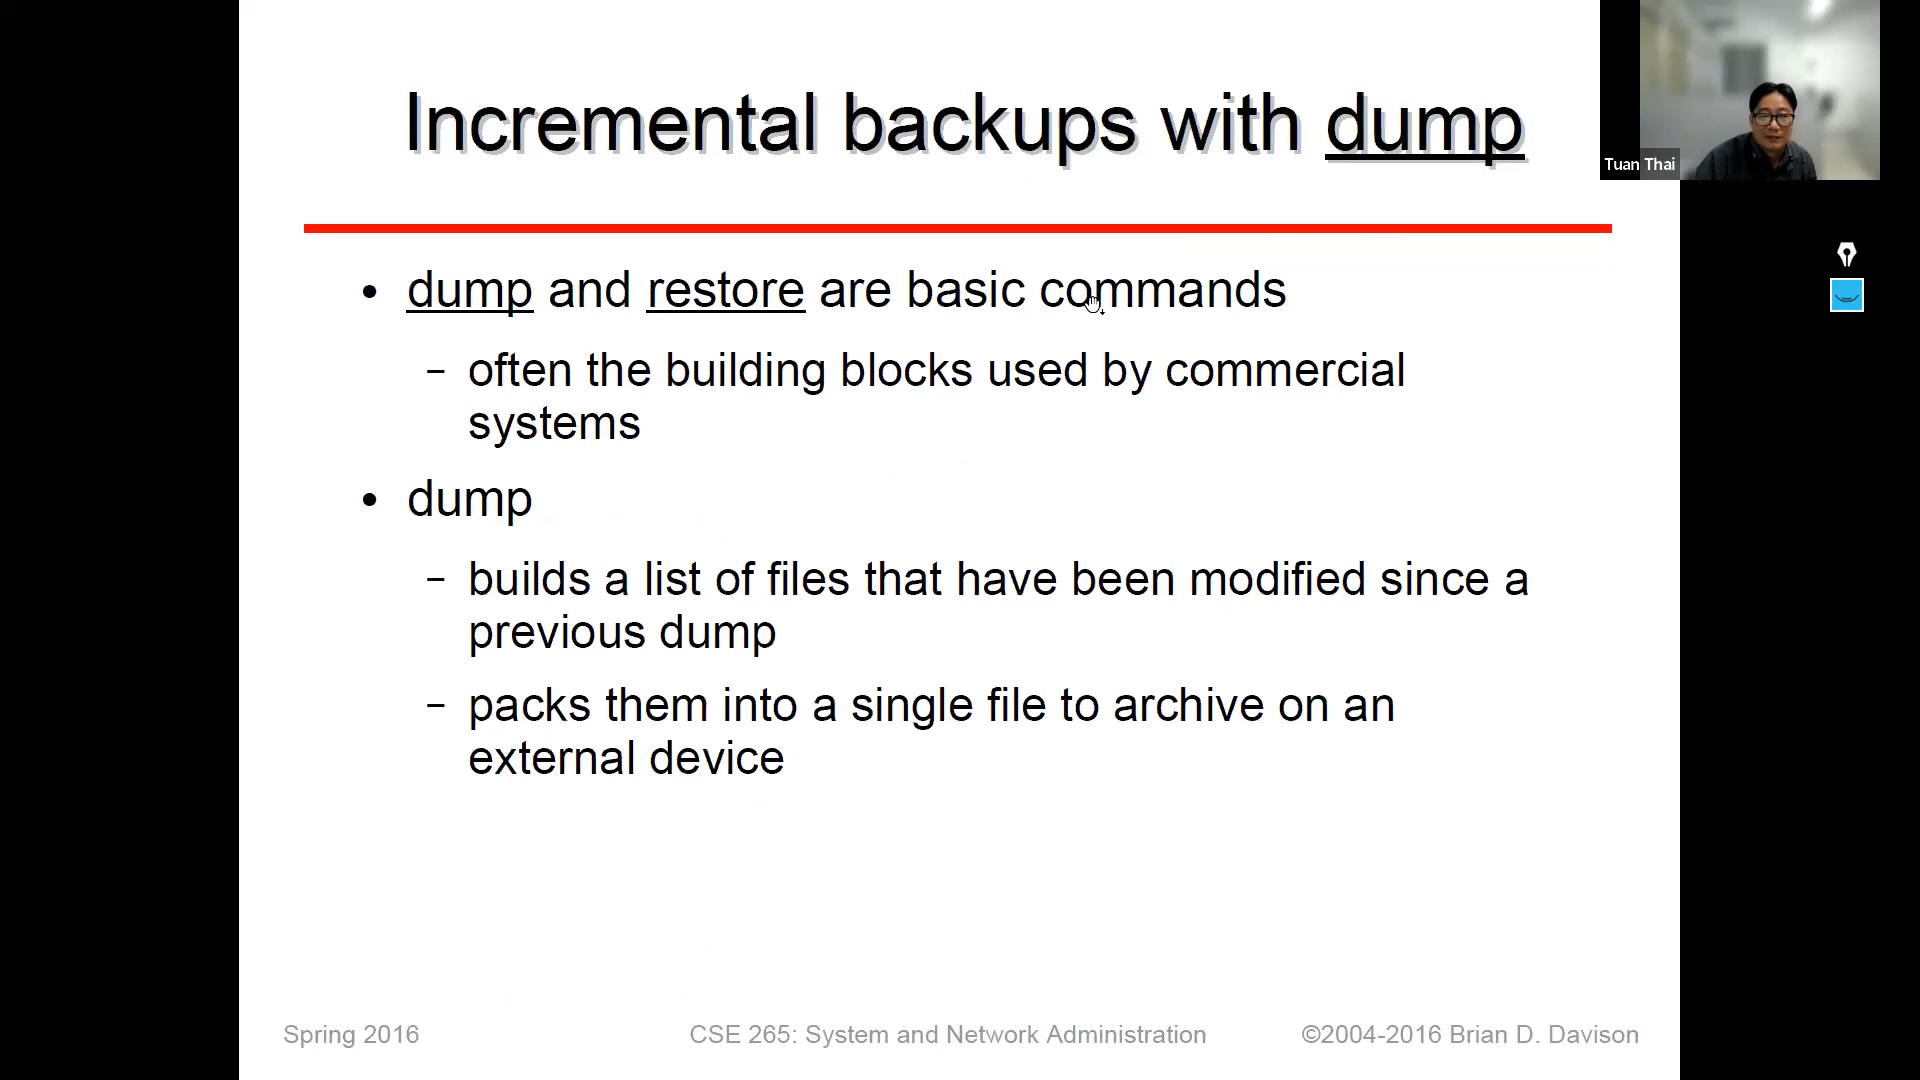 Incremental backups with dump
Tuan Thai
• dump and restore are basic commands
– often the building blocks used by commercial
systems
• dump
– builds a list of files that have been modified since a
previous dump
– packs them into a single file to archive on an
external device
Spring 2016
CSE 265: System and Network Administration
©2004-2016 Brian D. Davison